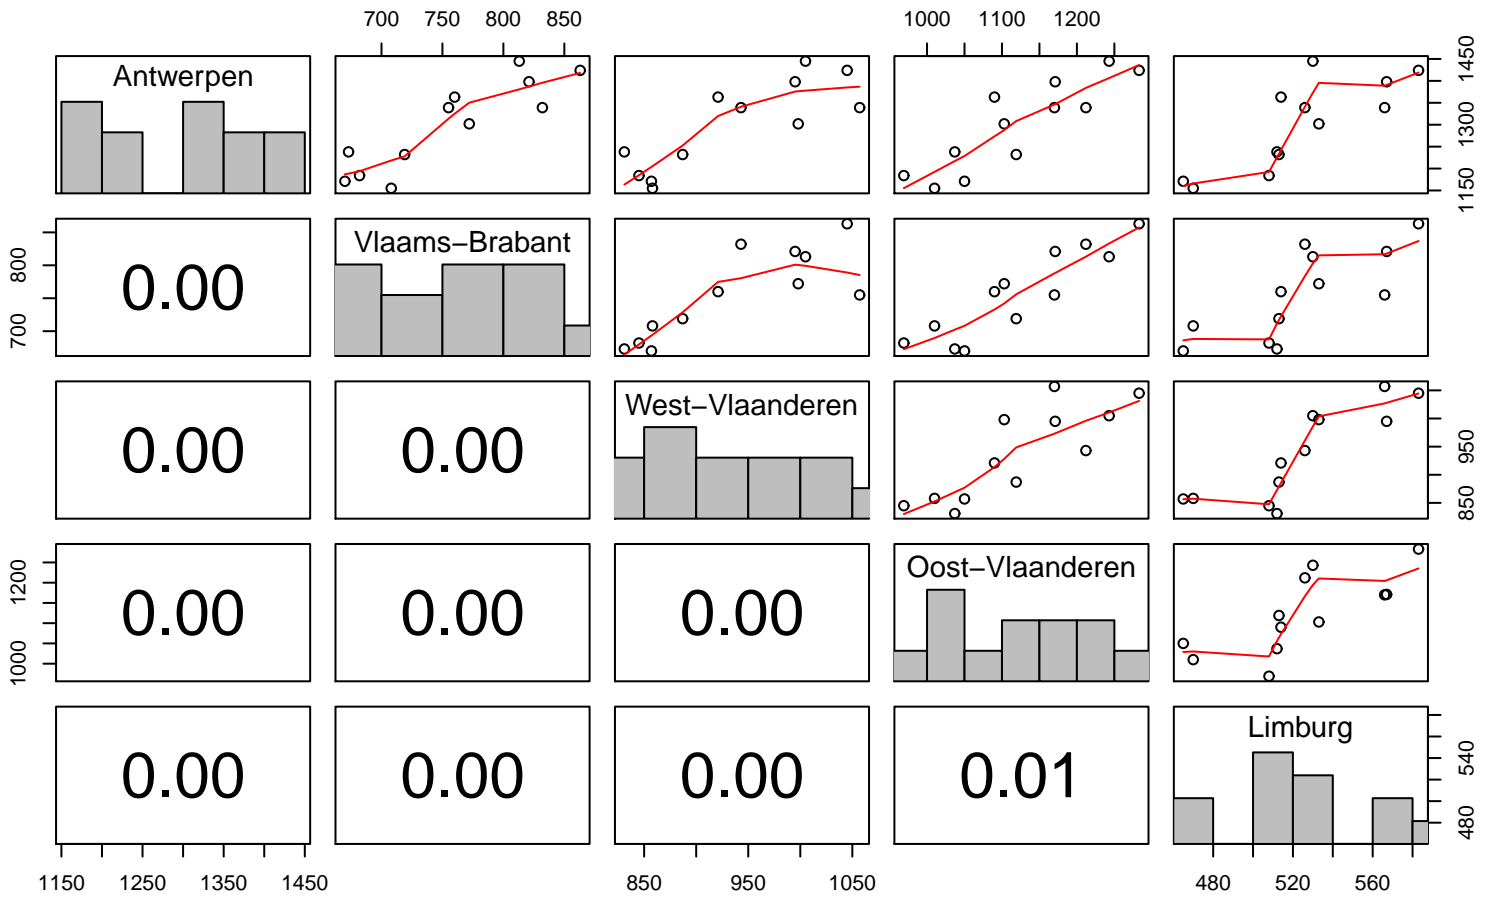 700 750 800 850 1000 1100 1200
Antwerpen
1150 1300 1450
700 800
0.00
Vlaams−Brabant
0.00 0.00
West−Vlaanderen
850 950
1000 1200
0.00 0.00 0.00
Oost−Vlaanderen
0.00 0.00 0.00 0.01
Limburg
480 540
1150 1250 1350 1450 850 950 1050 480 520 560